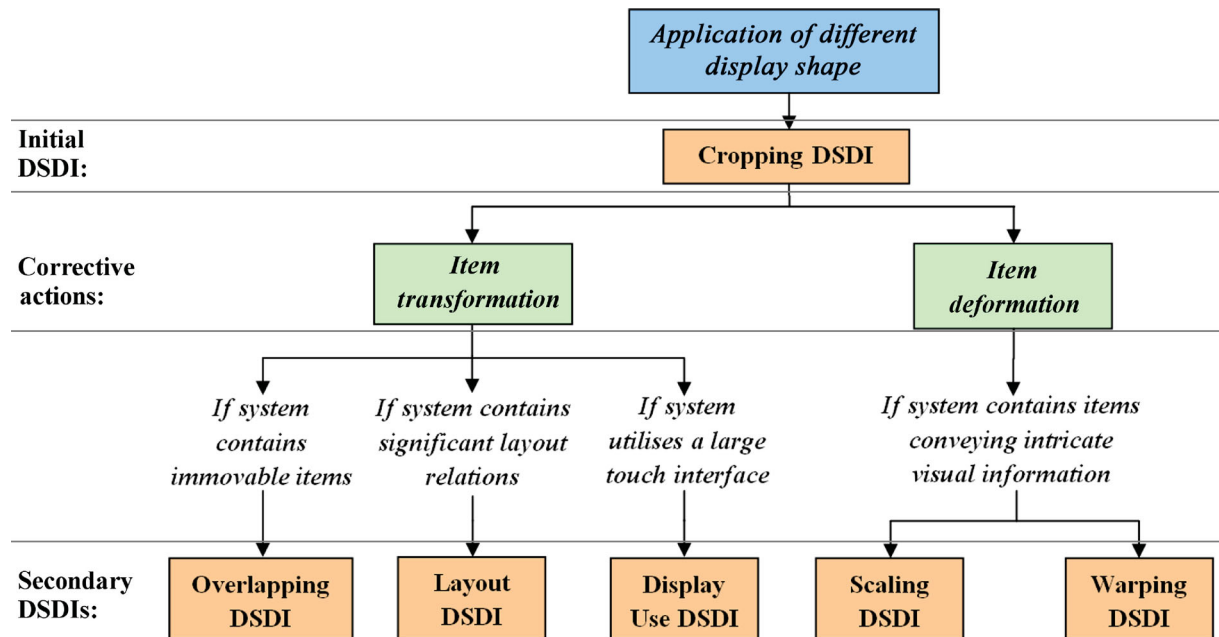 Application of different
display shape
Initial
DSDI:
Cropping DSDI
Corrective
actions:
Item
transformation
Item
deformation
If system
contains
immovable items
If system contains
significant layout
relations
If system
utilises a large
touch interface
If system contains items
conveying intricate
visual information
Secondary
DSDIs:
Overlapping
DSDI
Layout
DSDI
Display
Use DSDI
Scaling
DSDI
Warping
DSDI